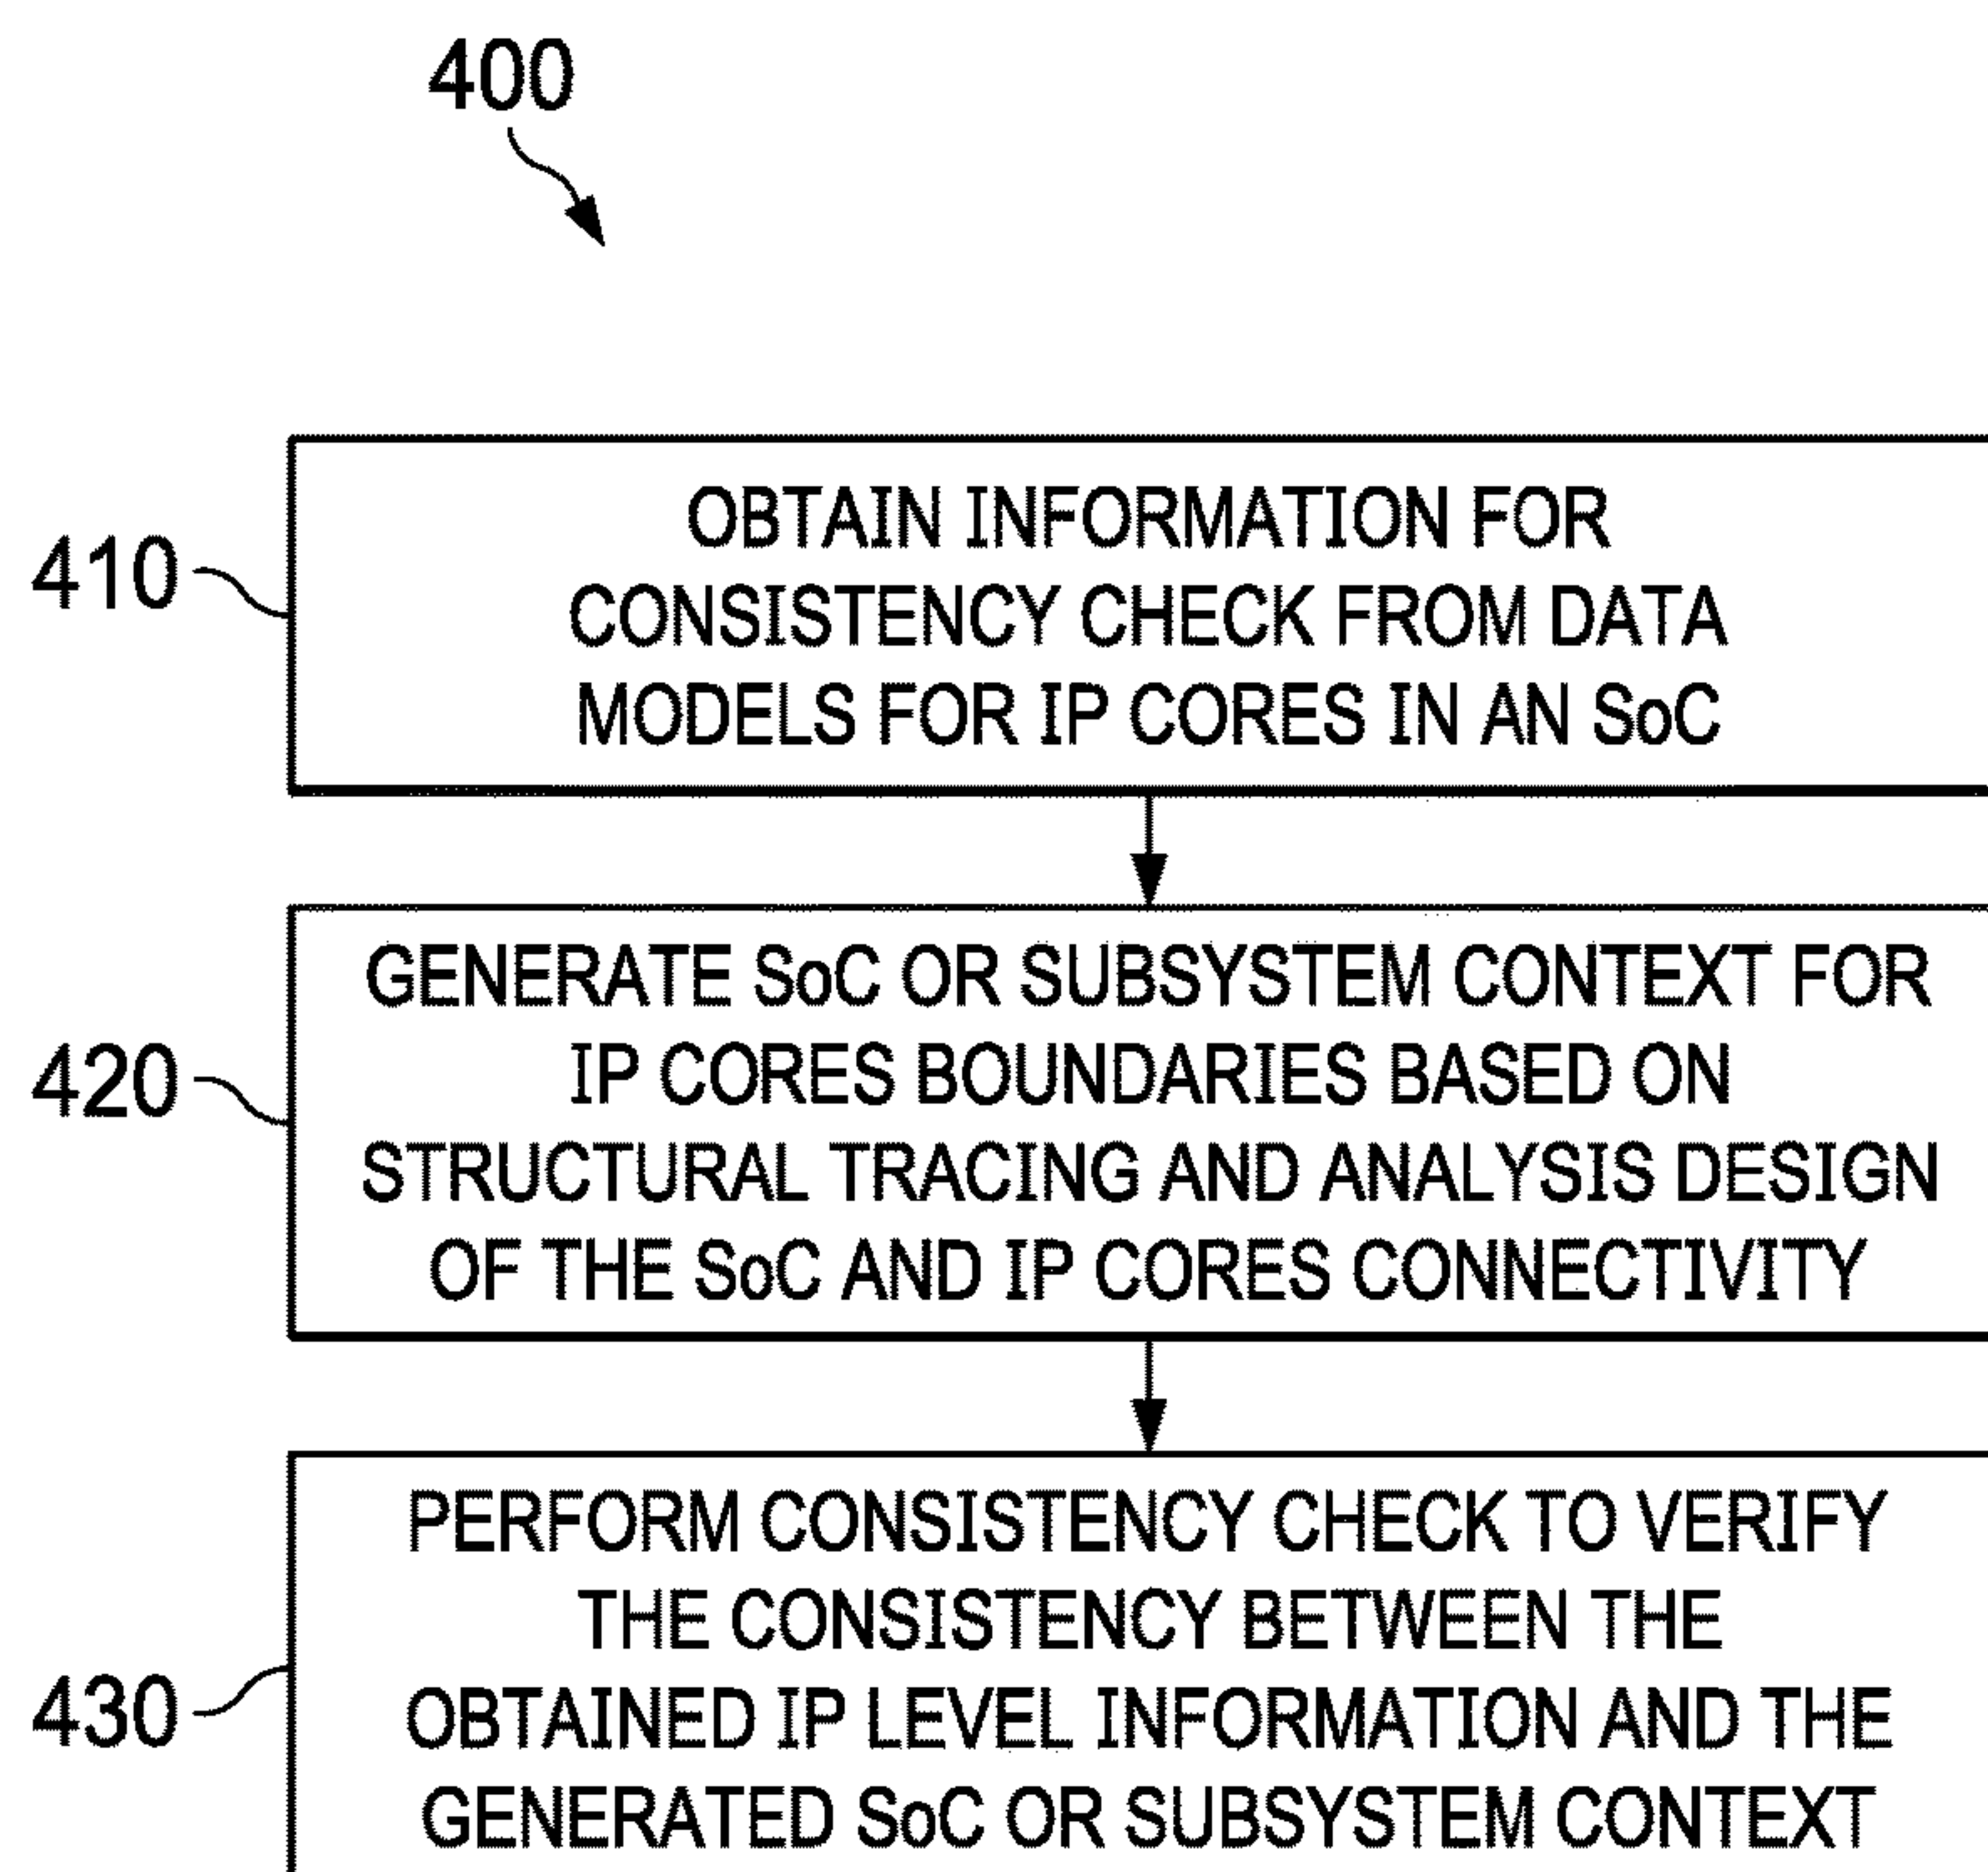 400
410
OBTAIN INFORMATION FOR
CONSISTENCY CHECK FROM DATA
MODELS FOR IP CORES IN AN SoC
420
GENERATE SoC OR SUBSYSTEM CONTEXT FOR
IP CORES BOUNDARIES BASED ON
STRUCTURAL TRACING AND ANALYSIS DESIGN
OF THE SoC AND IP CORES CONNECTIVITY
430
PERFORM CONSISTENCY CHECK TO VERIFY
THE CONSISTENCY BETWEEN THE
OBTAINED IP LEVEL INFORMATION AND THE
GENERATED SoC OR SUBSYSTEM CONTEXT